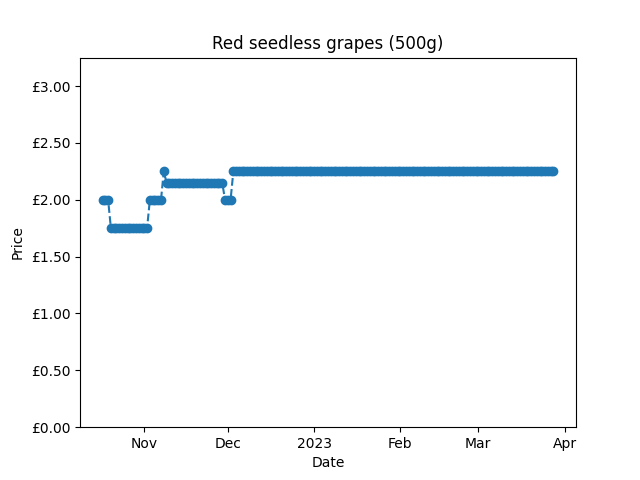 Red seedless grapes (500g)
£3.00
£2.50
£2.00
£1.50
£1.00
£0.50
£0.00
Price
Nov Dec 2023 Feb Mar Apr
Date